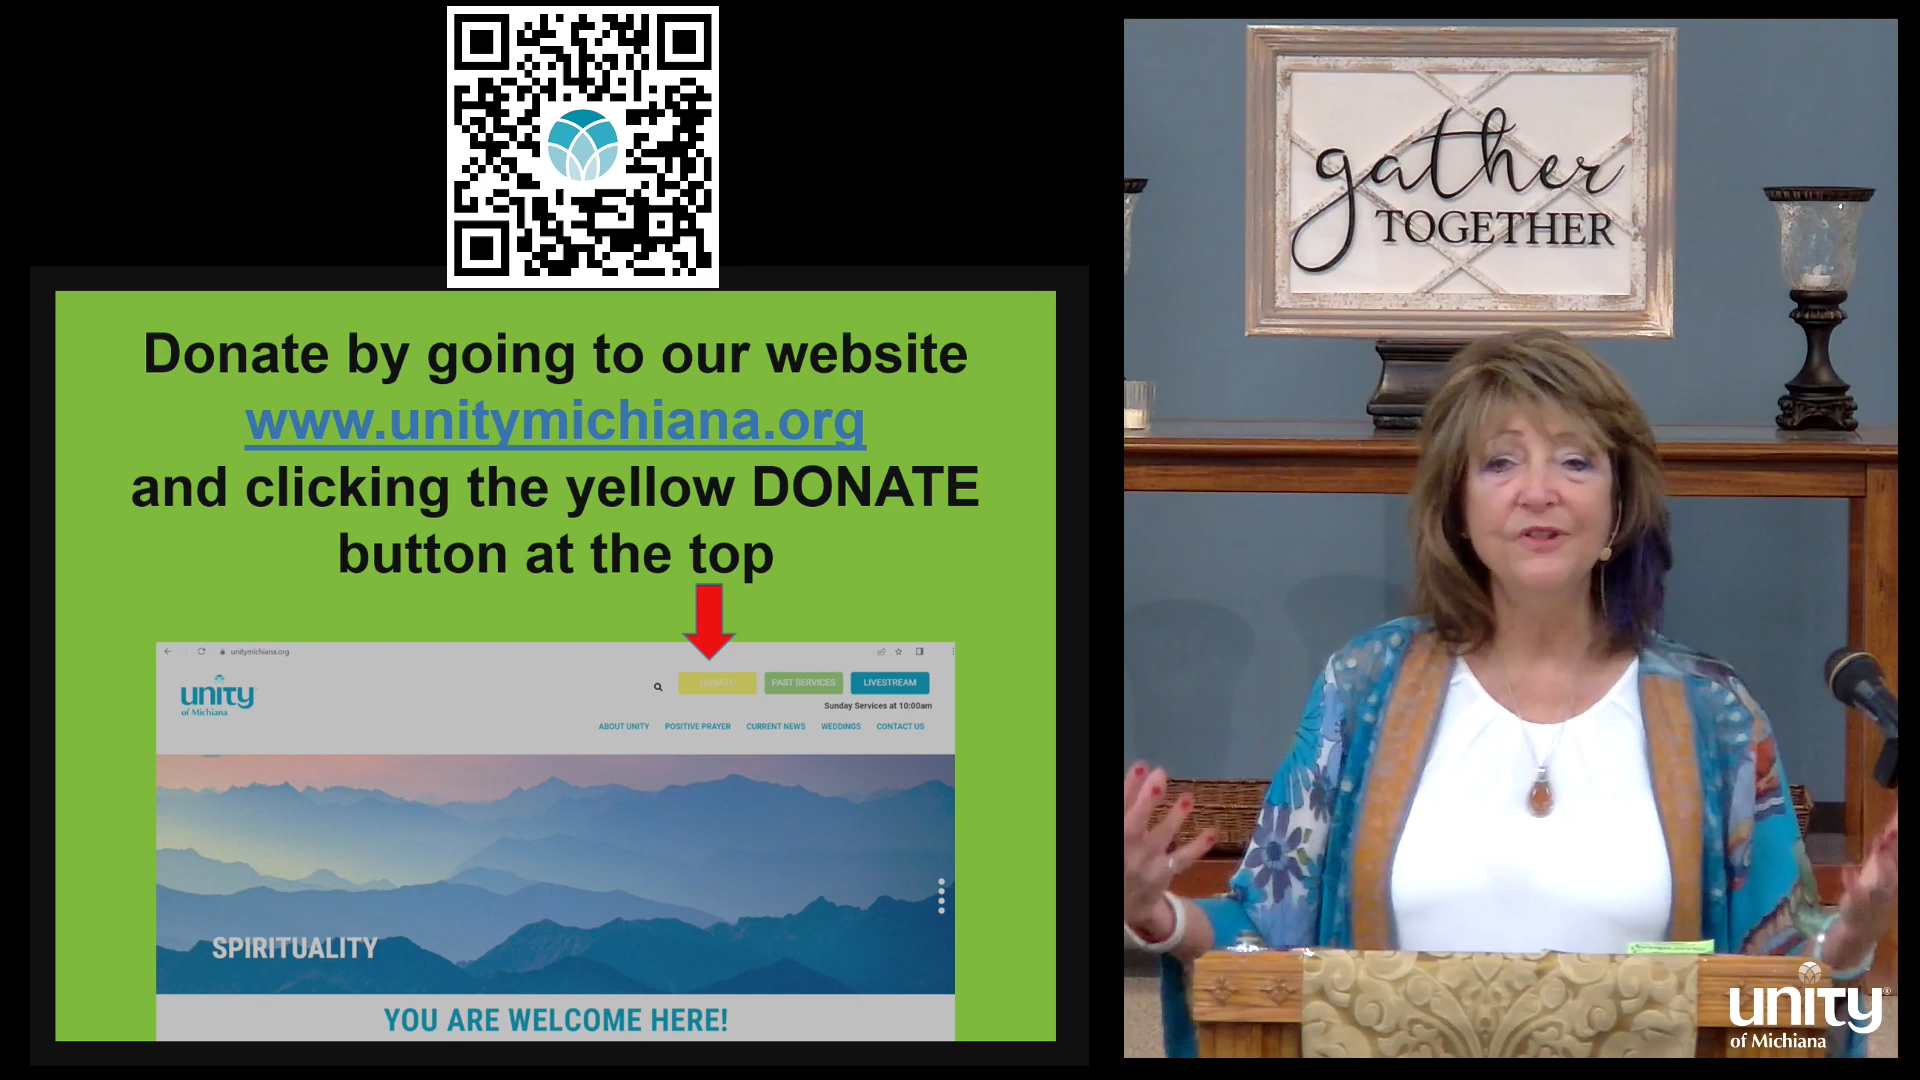 Donate by going to our website
www.unitymichiana.org
and clicking the yellow DONATE
button at the top
unitymichiana.org
unity
of Michiana
DONATE
PAST SERVICES
LIVESTREAM
Sunday Services at 10:00am
ABOUT UNITY
POSITIVE PRAYER
CURRENT NEWS
WEDDINGS
CONTACT US
SPIRITUALITY
YOU ARE WELCOME HERE!
gather
TOGETHER
unity®
of Michiana